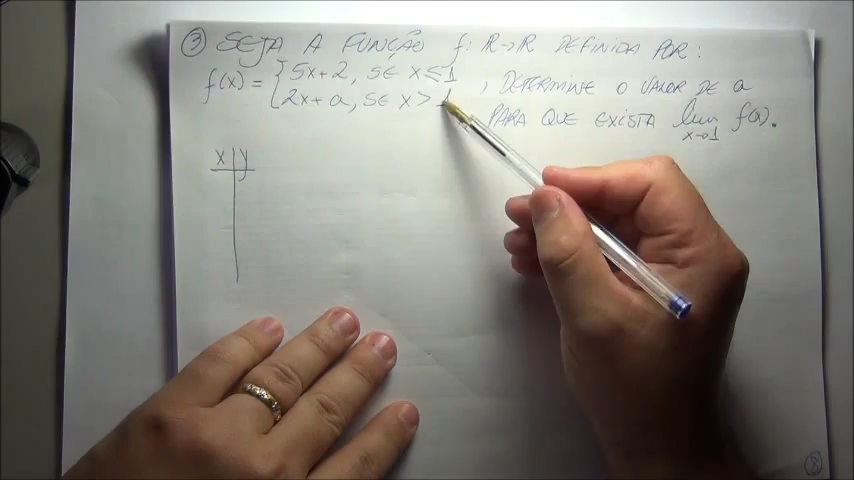 ③ SEJA A FUNÇÃO f: ℝ→ℝ DEFINIDA POR:
f(x) = { 5x+2, SE x≤1
2x+a, SE x>1 , DETERMINE O VALOR DE a
PARA QUE EXISTA lim x→1 f(x).
x y
8